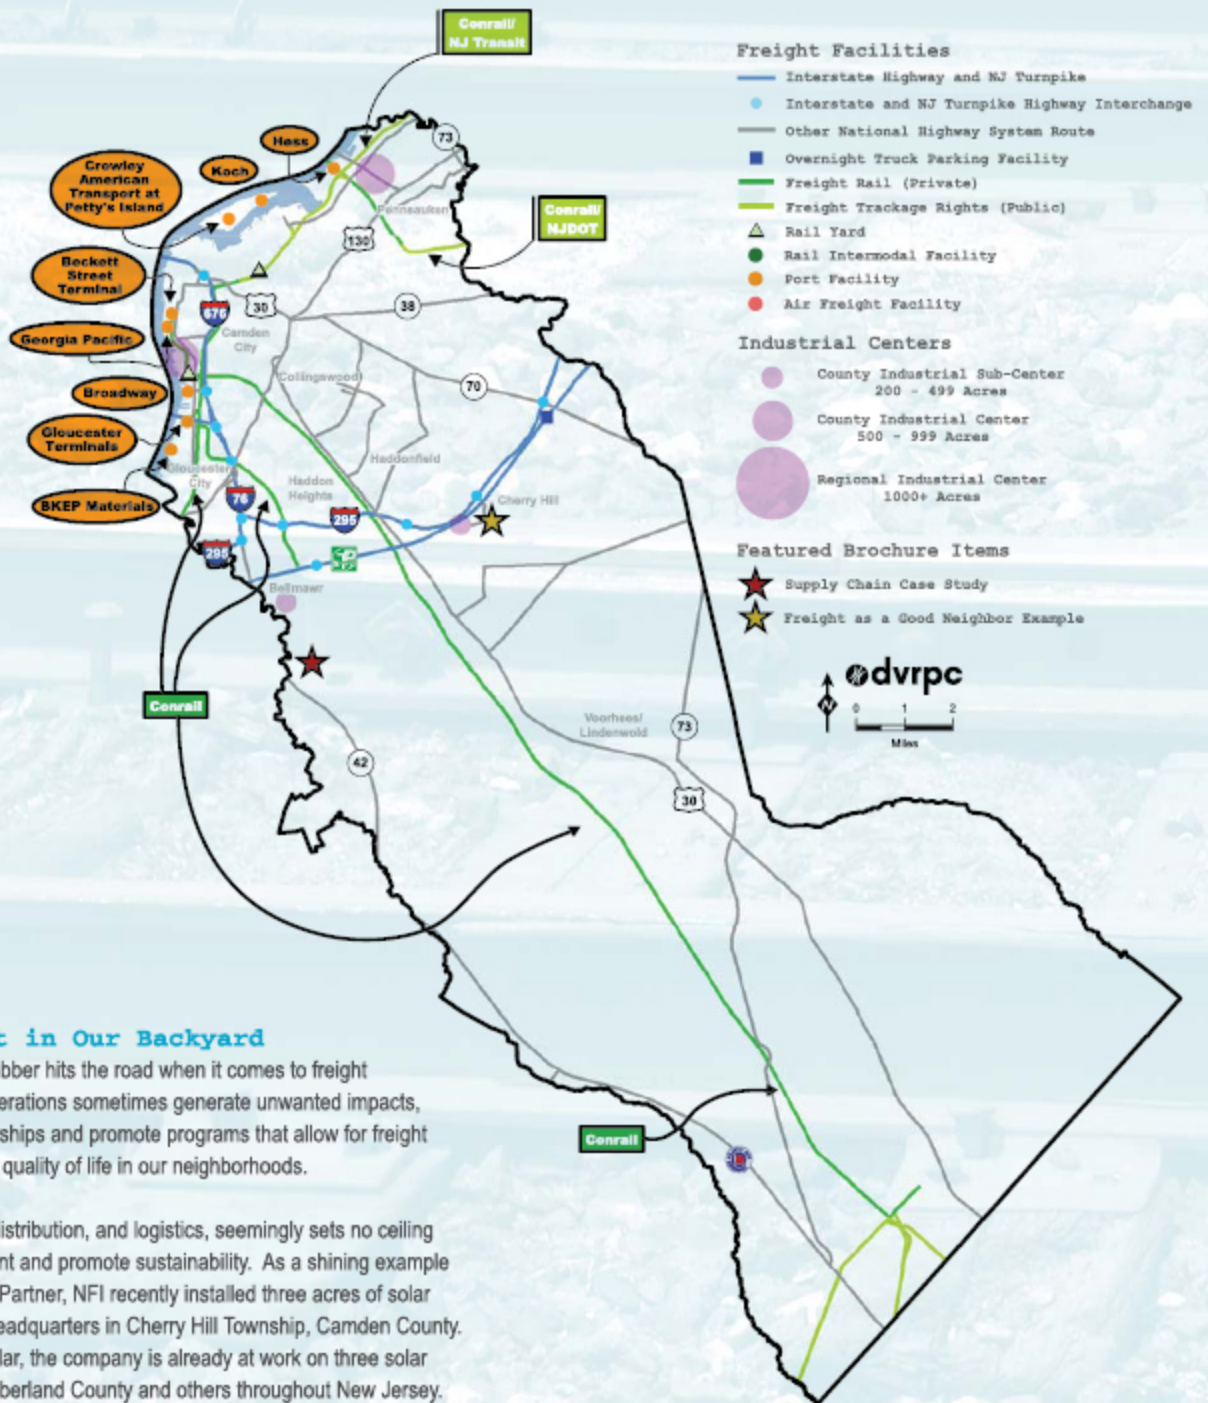 Conrail/
NJ Transit
Hess
Koch
Crowley
American
Transport at
Petty's Island
Beckett
Street
Terminal
Georgia Pacific
Broadway
Gloucester
Terminals
BKEP Materials
73
Pennsauken
Conrail/
NJDOT
130
30
676
38
Camden
City
Collingswood
70
Haddonfield
Gloucester
City
Haddon
Heights
76
Cherry Hill
295
295
Bellmawr
Conrail
42
Voorhees/
Lindenwold
73
30
Conrail
Freight Facilities
Interstate Highway and NJ Turnpike
Interstate and NJ Turnpike Highway Interchange
Other National Highway System Route
Overnight Truck Parking Facility
Freight Rail (Private)
Freight Trackage Rights (Public)
Rail Yard
Rail Intermodal Facility
Port Facility
Air Freight Facility
Industrial Centers
County Industrial Sub-Center
200 - 499 Acres
County Industrial Center
500 - 999 Acres
Regional Industrial Center
1000+ Acres
Featured Brochure Items
Supply Chain Case Study
Freight as a Good Neighbor Example
dvrpc
N
0 1 2
Miles
t in Our Backyard
bber hits the road when it comes to freight
erations sometimes generate unwanted impacts,
ships and promote programs that allow for freight
quality of life in our neighborhoods.
istribution, and logistics, seemingly sets no ceiling
nt and promote sustainability. As a shining example
Partner, NFI recently installed three acres of solar
eadquarters in Cherry Hill Township, Camden County.
lar, the company is already at work on three solar
berland County and others throughout New Jersey.